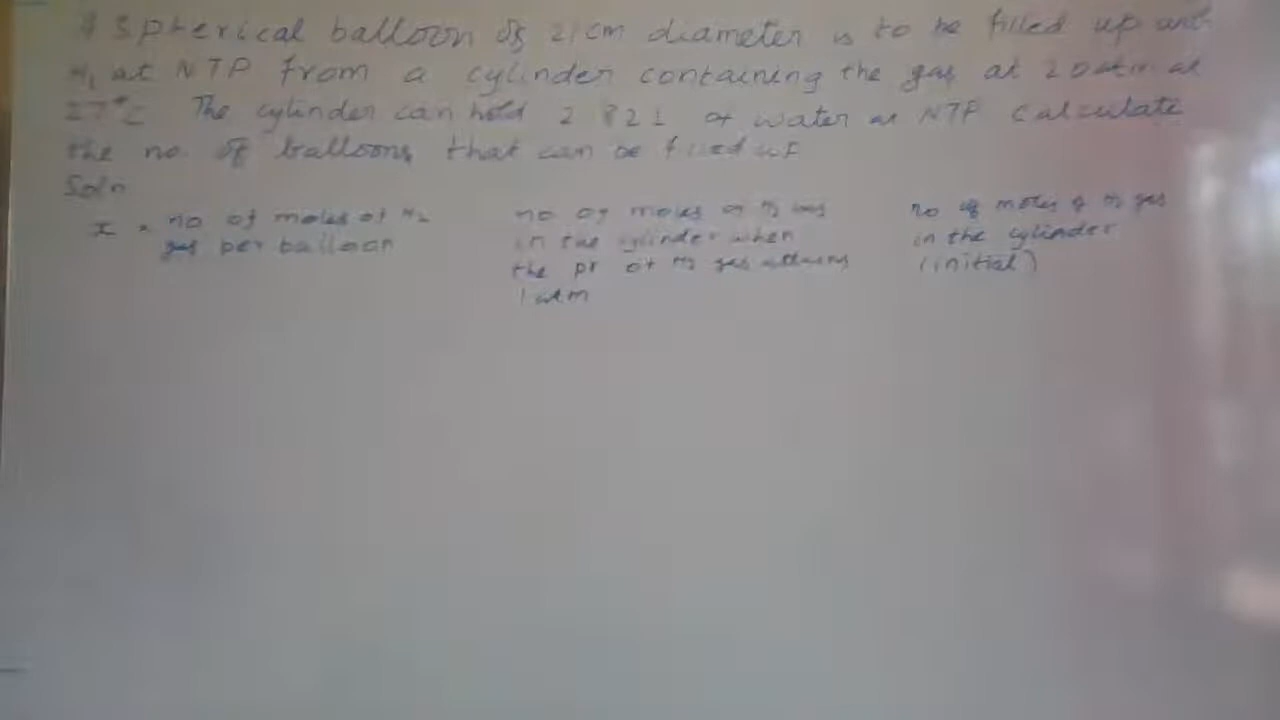 A spherical balloon of 21cm diameter is to be filled up with
H2 at NTP from a cylinder containing the gas at 20 atm at
27°C The cylinder can hold 2 82L of water at NTP Calculate
the no of balloons that can be filled up
Soln
x = no of moles of H2
gas per balloon
no of moles of H2 gas
in the cylinder when
the pr of H2 gas attains
1 atm
no of moles of H2 gas
in the cylinder
(initial)